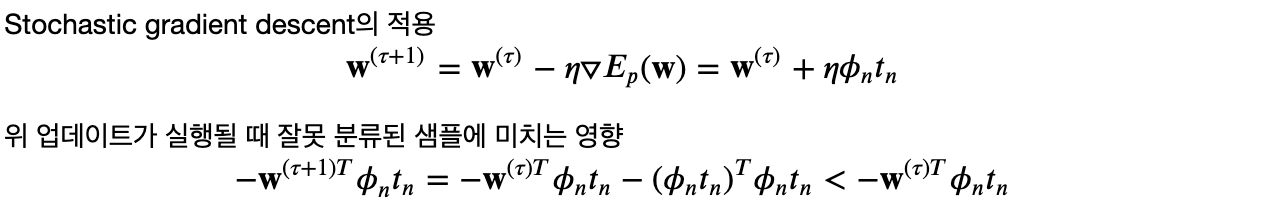 Stochastic gradient descent의 적용
𝐰^(τ+1) = 𝐰^(τ) − η▽E_p(𝐰) = 𝐰^(τ) + ηϕ_n t_n
위 업데이트가 실행될 때 잘못 분류된 샘플에 미치는 영향
−𝐰^(τ+1)T ϕ_n t_n = −𝐰^(τ)T ϕ_n t_n − (ϕ_n t_n)^T ϕ_n t_n < −𝐰^(τ)T ϕ_n t_n